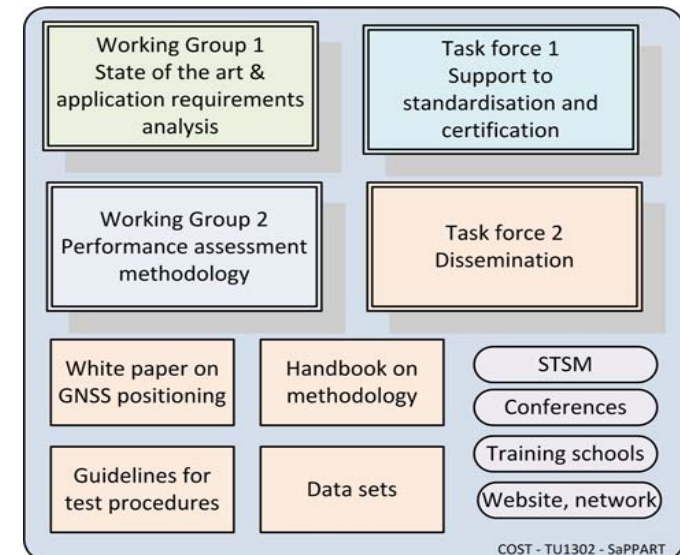 Working Group 1
State of the art &
application requirements
analysis
Task force 1
Support to
standardisation and
certification
Working Group 2
Performance assessment
methodology
Task force 2
Dissemination
White paper on
GNSS positioning
Handbook on
methodology
STSM
Conferences
Guidelines for
test procedures
Data sets
Training schools
Website, network
COST - TU1302 - SaPPART